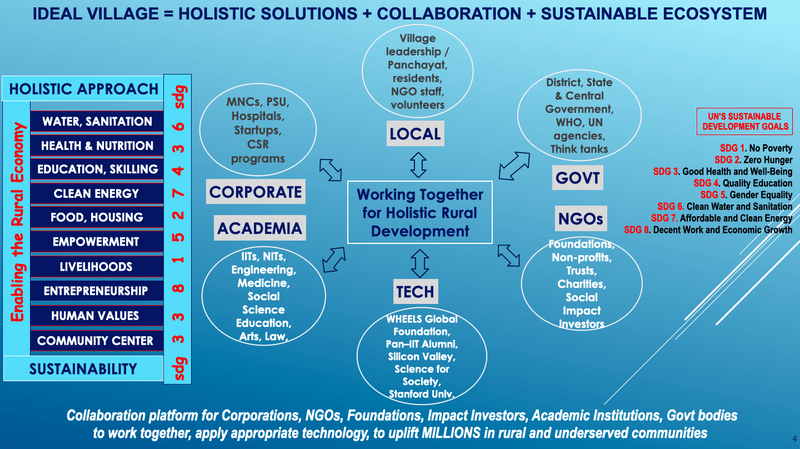 IDEAL VILLAGE = HOLISTIC SOLUTIONS + COLLABORATION + SUSTAINABLE ECOSYSTEM
HOLISTIC APPROACH
sdg
Enabling the Rural Economy
WATER, SANITATION
6
HEALTH & NUTRITION
3
EDUCATION, SKILLING
4
CLEAN ENERGY
7
FOOD, HOUSING
2
EMPOWERMENT
5
LIVELIHOODS
1
ENTREPRENEURSHIP
8
HUMAN VALUES
3
COMMUNITY CENTER
3
SUSTAINABILITY
sdg
MNCs, PSU,
Hospitals,
Startups,
CSR
programs
CORPORATE
Village
leadership /
Panchayat,
residents,
NGO staff,
volunteers
LOCAL
District, State
& Central
Government,
WHO, UN
agencies,
Think tanks
GOVT
Working Together
for Holistic Rural
Development
ACADEMIA
IITs, NITs,
Engineering,
Medicine,
Social
Science
Education,
Arts, Law,
TECH
WHEELS Global
Foundation,
Pan–IIT Alumni,
Silicon Valley,
Science for
Society,
Stanford Univ.
NGOs
Foundations,
Non-profits,
Trusts,
Charities,
Social
Impact
Investors
UN'S SUSTAINABLE
DEVELOPMENT GOALS
SDG 1. No Poverty
SDG 2. Zero Hunger
SDG 3. Good Health and Well-Being
SDG 4. Quality Education
SDG 5. Gender Equality
SDG 6. Clean Water and Sanitation
SDG 7. Affordable and Clean Energy
SDG 8. Decent Work and Economic Growth
Collaboration platform for Corporations, NGOs, Foundations, Impact Investors, Academic Institutions, Govt bodies
to work together, apply appropriate technology, to uplift MILLIONS in rural and underserved communities
4